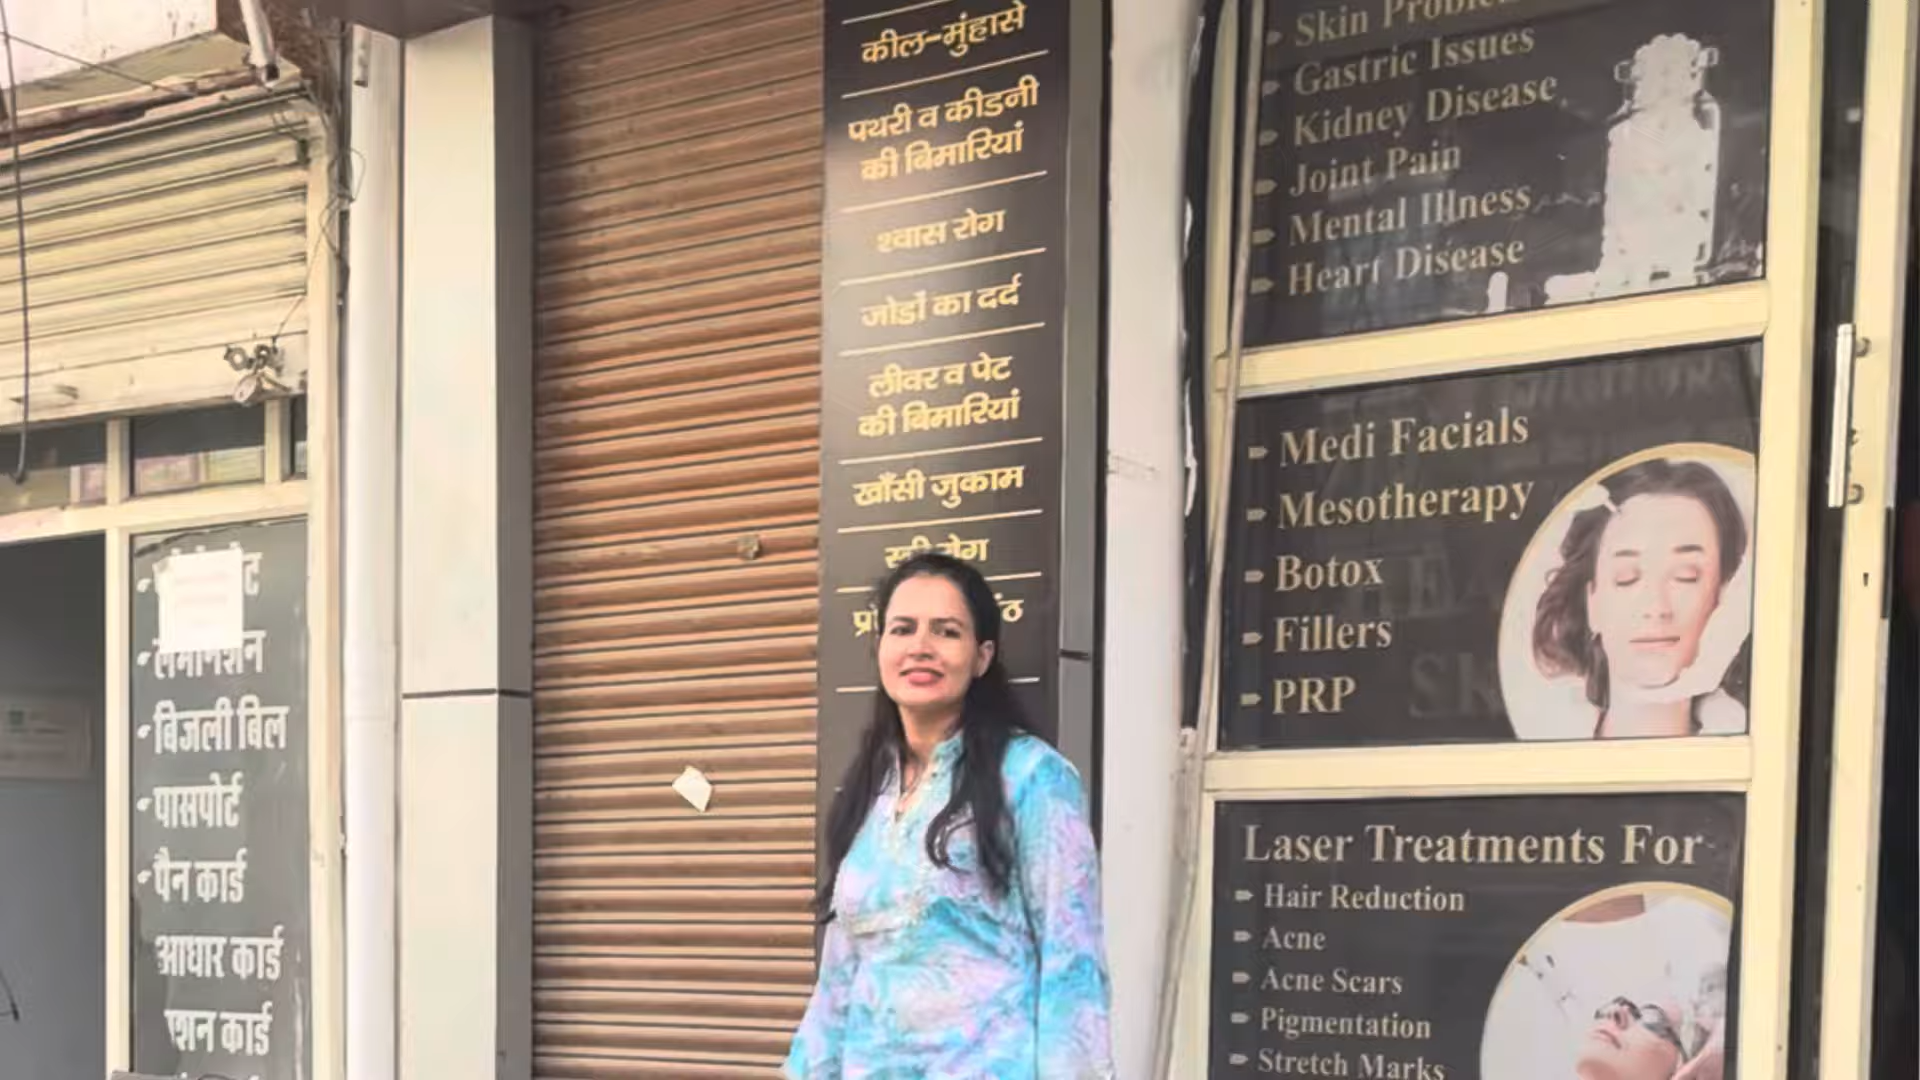 कील-मुंहासे
पथरी व कीडनी
की बिमारियां
श्वास रोग
जोडों का दर्द
लीवर व पेट
की बिमारियां
खाँसी जुकाम
रोग
Skin
Gastric Issues
Kidney Disease
Joint Pain
Mental Illness
Heart Disease
Medi Facials
Mesotherapy
Botox
Fillers
PRP
Laser Treatments For
Hair Reduction
Acne
Acne Scars
Pigmentation
Stretch Marks
बिजली बिल
पासपोर्ट
पैन कार्ड
आधार कार्ड
कार्ड